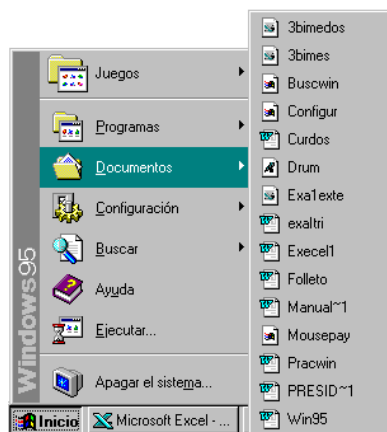 Juegos
Programas
Documentos
Configuración
Buscar
Ayuda
Ejecutar...
Apagar el sistema...
Windows95
Inicio
Microsoft Excel - ...
3bimedos
3bimes
Buscwin
Configur
Curdos
Drum
Exa1exte
exaltri
Execel1
Folleto
Manual~1
Mousepay
Pracwin
PRESID~1
Win95